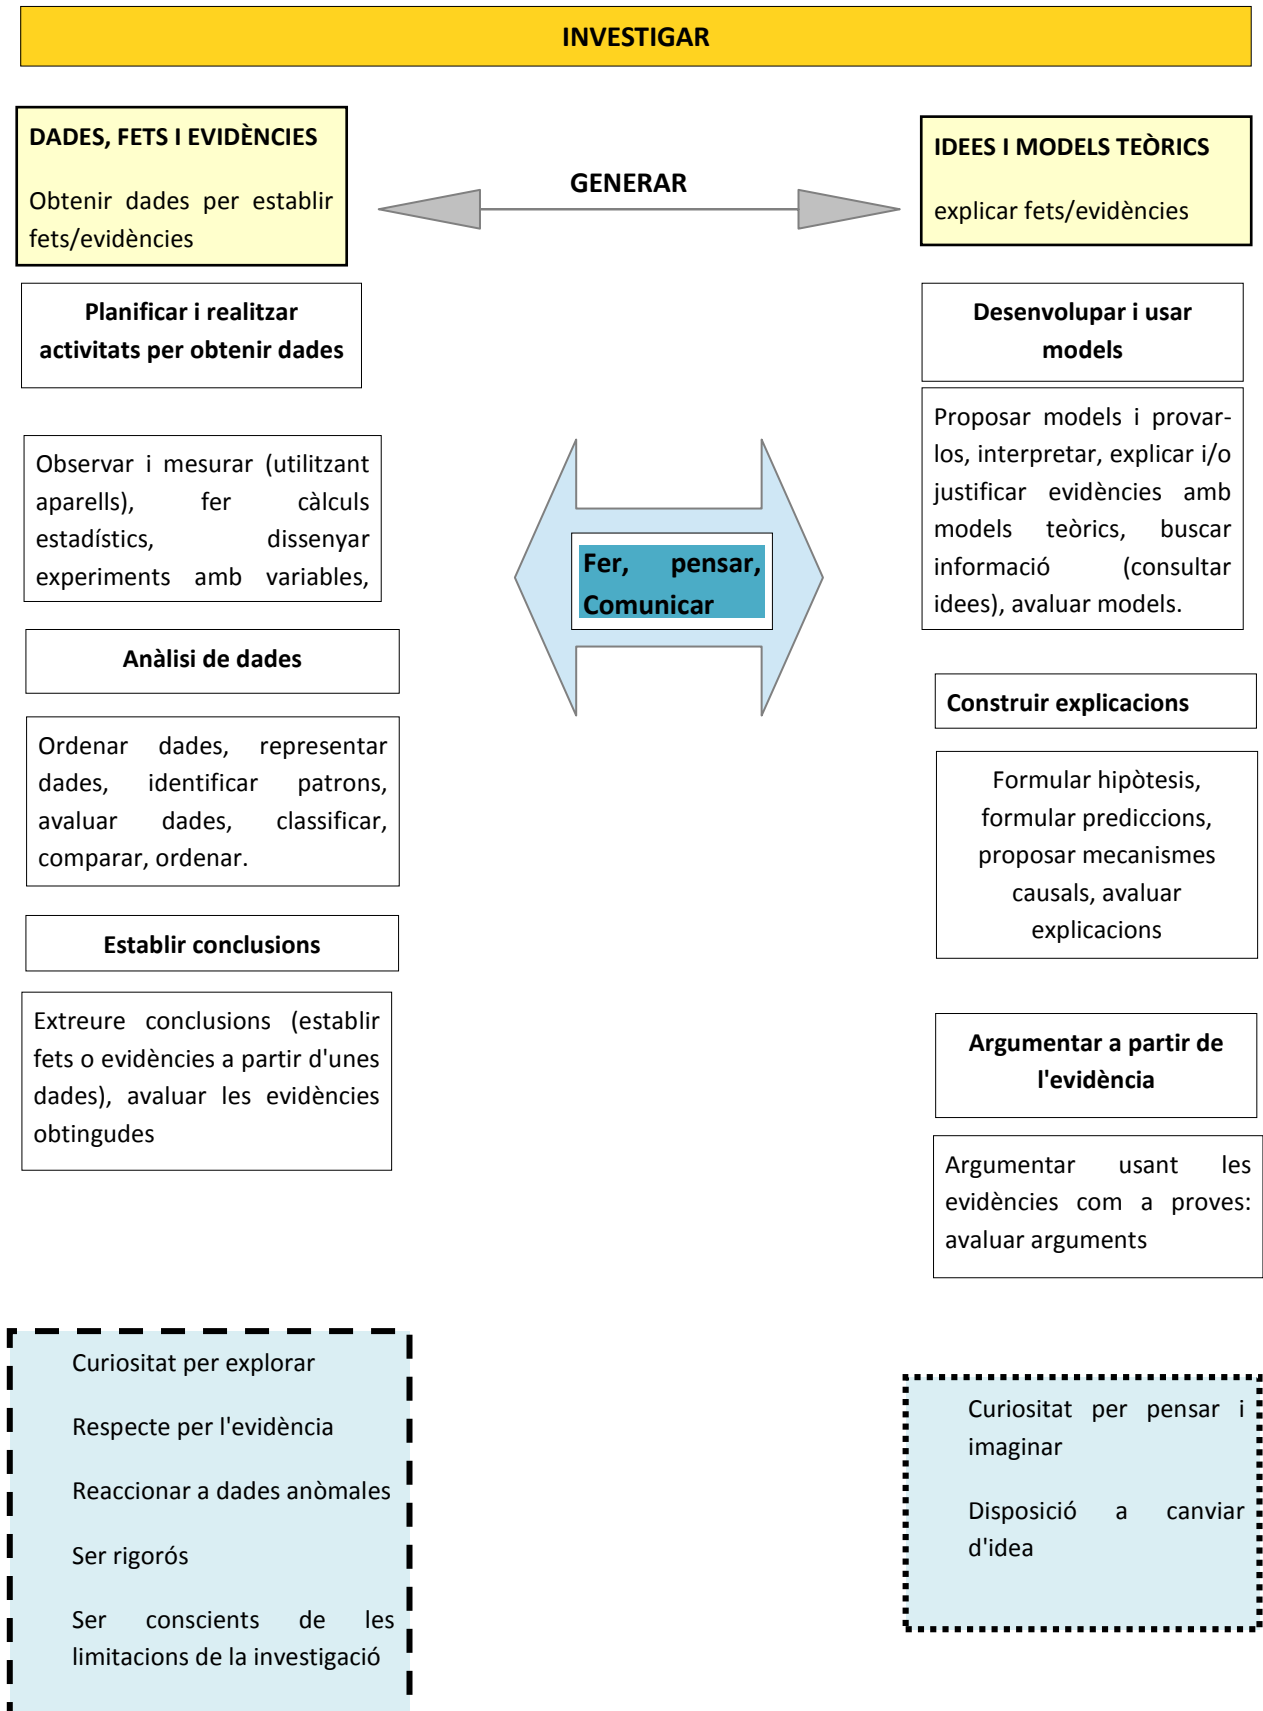 INVESTIGAR
DADES, FETS I EVIDÈNCIES
Obtenir dades per establir
fets/evidències
GENERAR
IDEES I MODELS TEÒRICS
explicar fets/evidències
Planificar i realitzar
activitats per obtenir dades
Observar i mesurar (utilitzant
aparells), fer càlculs
estadístics, dissenyar
experiments amb variables,
Anàlisi de dades
Ordenar dades, representar
dades, identificar patrons,
avaluar dades, classificar,
comparar, ordenar.
Establir conclusions
Extreure conclusions (establir
fets o evidències a partir d'unes
dades), avaluar les evidències
obtingudes
Fer, pensar,
Comunicar
Desenvolupar i usar
models
Proposar models i provar-
los, interpretar, explicar i/o
justificar evidències amb
models teòrics, buscar
informació (consultar
idees), avaluar models.
Construir explicacions
Formular hipòtesis,
formular prediccions,
proposar mecanismes
causals, avaluar
explicacions
Argumentar a partir de
l'evidència
Argumentar usant les
evidències com a proves:
avaluar arguments
Curiositat per explorar
Respecte per l'evidència
Reaccionar a dades anòmales
Ser rigorós
Ser conscients de les
limitacions de la investigació
Curiositat per pensar i
imaginar
Disposició a canviar
d'idea